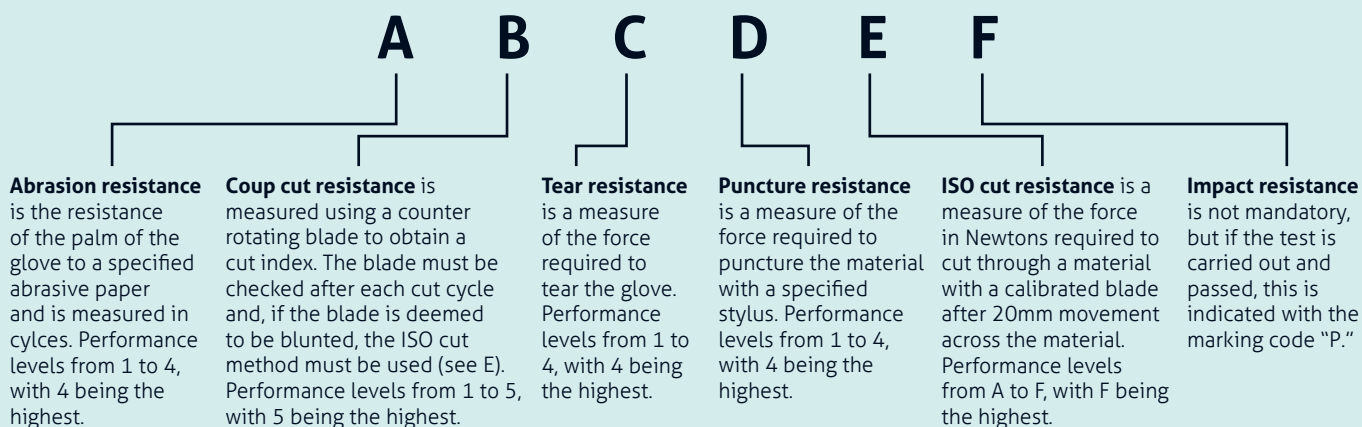 A B C D E F
Abrasion resistance
is the resistance
of the palm of the
glove to a specified
abrasive paper
and is measured in
cylces. Performance
levels from 1 to 4,
with 4 being the
highest.
Coup cut resistance is
measured using a counter
rotating blade to obtain a
cut index. The blade must be
checked after each cut cycle
and, if the blade is deemed
to be blunted, the ISO cut
method must be used (see E).
Performance levels from 1 to 5,
with 5 being the highest.
Tear resistance
is a measure
of the force
required to
tear the glove.
Performance
levels from 1 to
4, with 4 being
the highest.
Puncture resistance
is a measure of the
force required to
puncture the material
with a specified
stylus. Performance
levels from 1 to 4,
with 4 being the
highest.
ISO cut resistance is a
measure of the force
in Newtons required to
cut through a material
with a calibrated blade
after 20mm movement
across the material.
Performance levels
from A to F, with F being
the highest.
Impact resistance
is not mandatory,
but if the test is
carried out and
passed, this is
indicated with the
marking code “P.”